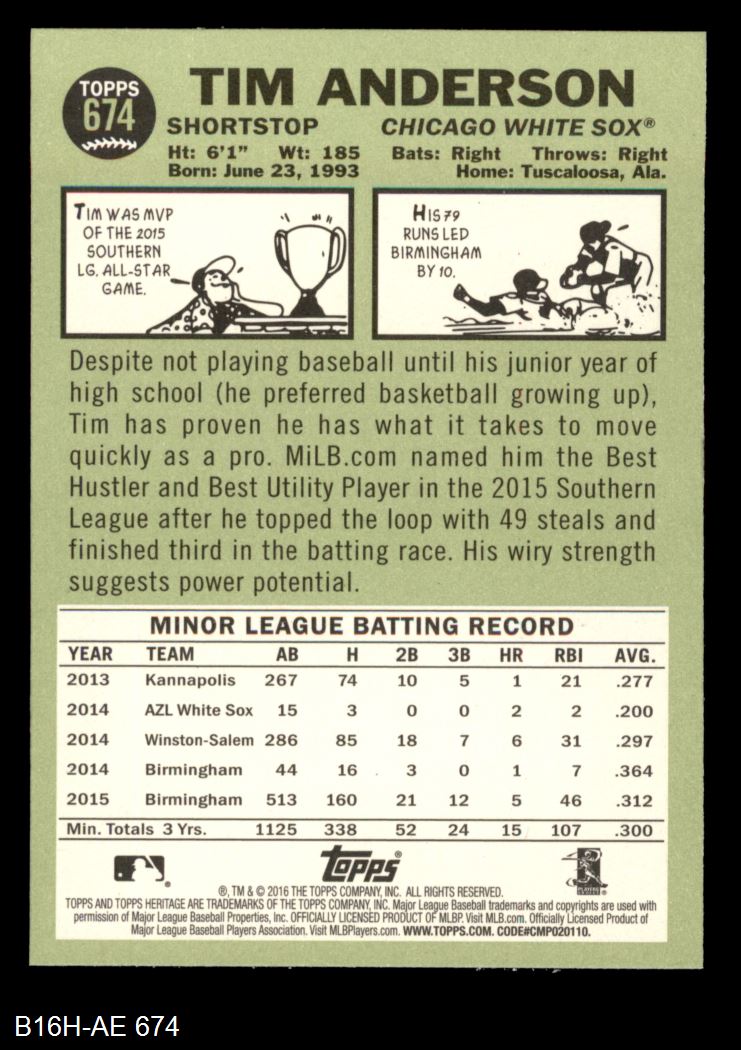 TOPPS
674
TIM ANDERSON
SHORTSTOP CHICAGO WHITE SOX®
Ht: 6'1" Wt: 185 Bats: Right Throws: Right
Born: June 23, 1993 Home: Tuscaloosa, Ala.
TIM WAS MVP
OF THE 2015
SOUTHERN
LG. ALL-STAR
GAME.
HIS 79
RUNS LED
BIRMINGHAM
BY 10.
Despite not playing baseball until his junior year of
high school (he preferred basketball growing up),
Tim has proven he has what it takes to move
quickly as a pro. MiLB.com named him the Best
Hustler and Best Utility Player in the 2015 Southern
League after he topped the loop with 49 steals and
finished third in the batting race. His wiry strength
suggests power potential.
MINOR LEAGUE BATTING RECORD
YEAR TEAM AB H 2B 3B HR RBI AVG.
2013 Kannapolis 267 74 10 5 1 21 .277
2014 AZL White Sox 15 3 0 0 2 2 .200
2014 Winston-Salem 286 85 18 7 6 31 .297
2014 Birmingham 44 16 3 0 1 7 .364
2015 Birmingham 513 160 21 12 5 46 .312
Min. Totals 3 Yrs. 1125 338 52 24 15 107 .300
Topps®
®, TM & © 2016 THE TOPPS COMPANY, INC. ALL RIGHTS RESERVED.
TOPPS AND TOPPS HERITAGE ARE TRADEMARKS OF THE TOPPS COMPANY, INC. Major League Baseball trademarks and copyrights are used with
permission of Major League Baseball Properties, Inc. OFFICIALLY LICENSED PRODUCT OF MLBP. Visit MLB.com. Officially Licensed Product of
Major League Baseball Players Association. Visit MLBPlayers.com. WWW.TOPPS.COM. CODE#CMP020110.
B16H-AE 674